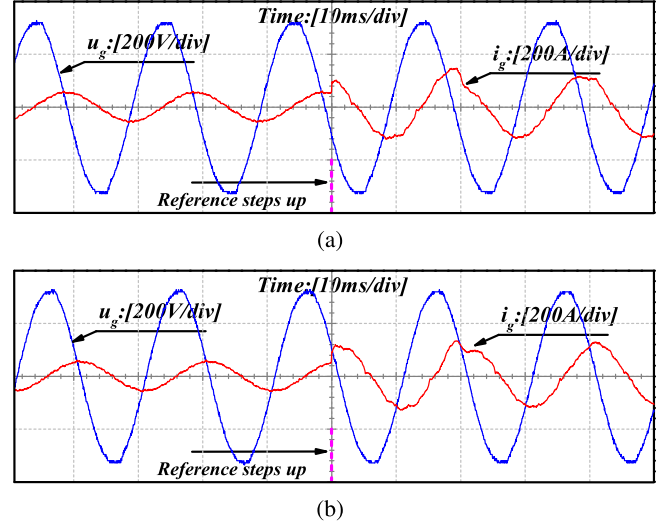 Time:[10ms/div]
u_g:[200V/div]
i_g:[200A/div]
Reference steps up
(a)
Time:[10ms/div]
u_g:[200V/div]
i_g:[200A/div]
Reference steps up
(b)